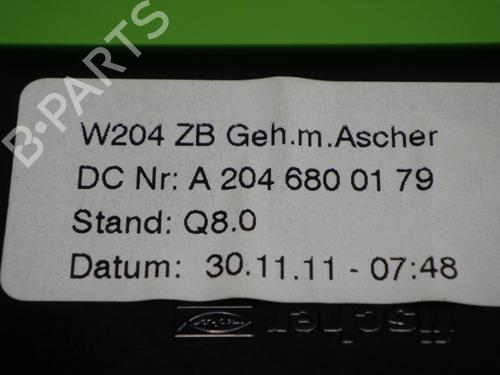 B-PARTS
W204 ZB Geh.m.Ascher
DC Nr: A 204 680 01 79
Stand: Q8.0
Datum: 30.11.11 - 07:48
fischer